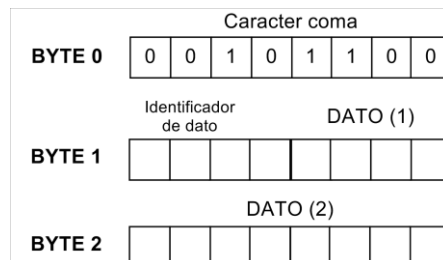 Caracter coma
BYTE 0 0 0 1 0 1 1 0 0
Identificador
de dato
DATO (1)
BYTE 1
DATO (2)
BYTE 2